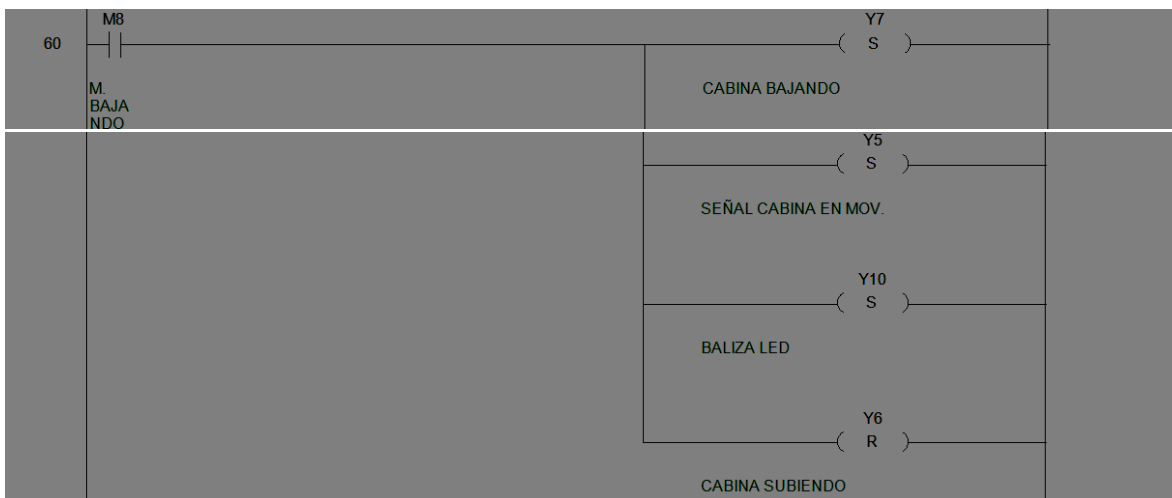 M8
Y7
60
S
M.
BAJA
NDO
CABINA BAJANDO
Y5
S
SEÑAL CABINA EN MOV.
Y10
S
BALIZA LED
Y6
R
CABINA SUBIENDO